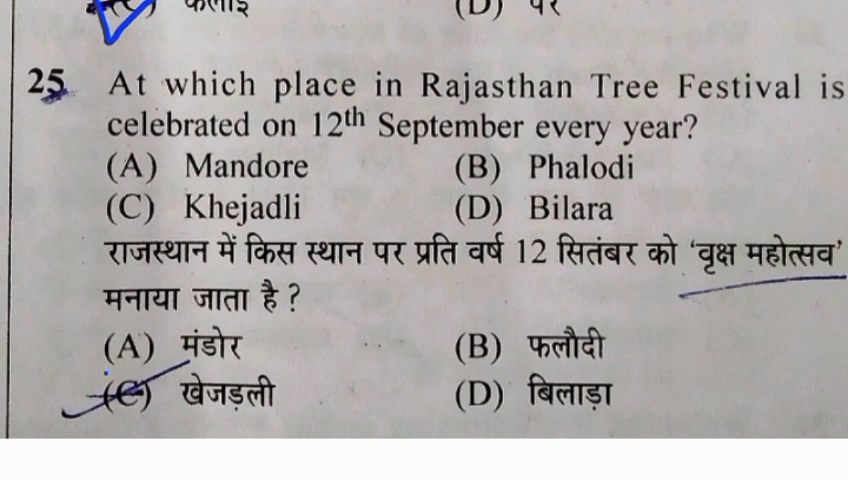 (D) पर
25 At which place in Rajasthan Tree Festival is
celebrated on 12th September every year?
(A) Mandore (B) Phalodi
(C) Khejadli (D) Bilara
राजस्थान में किस स्थान पर प्रति वर्ष 12 सितंबर को ‘वृक्ष महोत्सव’
मनाया जाता है ?
(A) मंडोर (B) फलौदी
(C) खेजड़ली (D) बिलाड़ा